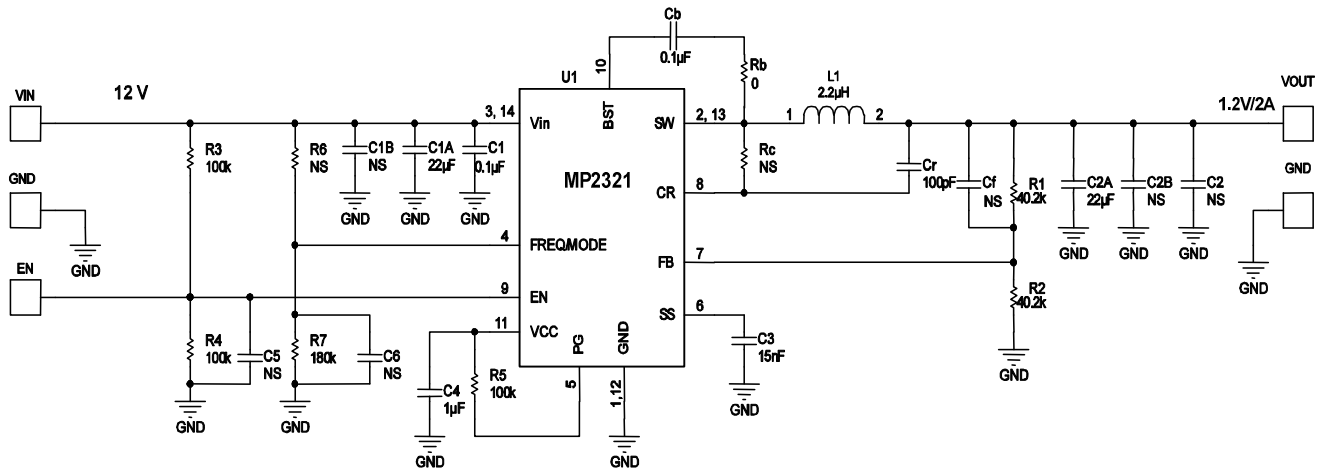 Cb
0.1µF
10
U1
Rb
0
L1
2.2µH
VIN
12 V
3, 14
Vin
BST
SW
2, 13
1
2
1.2V/2A
VOUT
R3
100k
R6
NS
C1B
NS
C1A
22µF
C1
0.1µF
MP2321
Rc
NS
CR
8
Cr
100pF
Cf
NS
R1
40.2k
C2A
22µF
C2B
NS
C2
NS
GND
GND
GND
GND
GND
GND
GND
GND
GND
GND
GND
4
FREQ/MODE
FB
7
EN
9
EN
R2
40.2k
SS
6
R4
100k
C5
NS
R7
180k
C6
NS
11
VCC
PG
GND
C3
15nF
C4
1µF
R5
100k
5
1,12
GND
GND
GND
GND
GND
GND